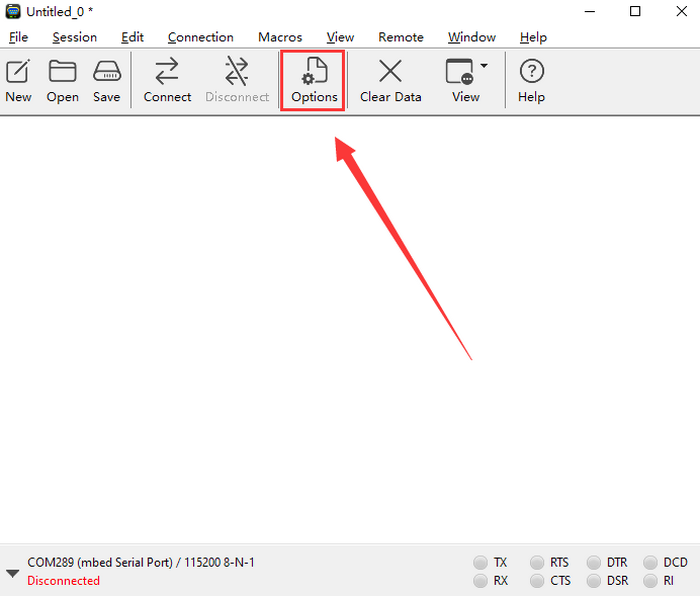 Untitled_0 *
File Session Edit Connection Macros View Remote Window Help
New Open Save Connect Disconnect Options Clear Data View Help
COM289 (mbed Serial Port) / 115200 8-N-1
Disconnected
TX RTS DTR DCD
RX CTS DSR RI